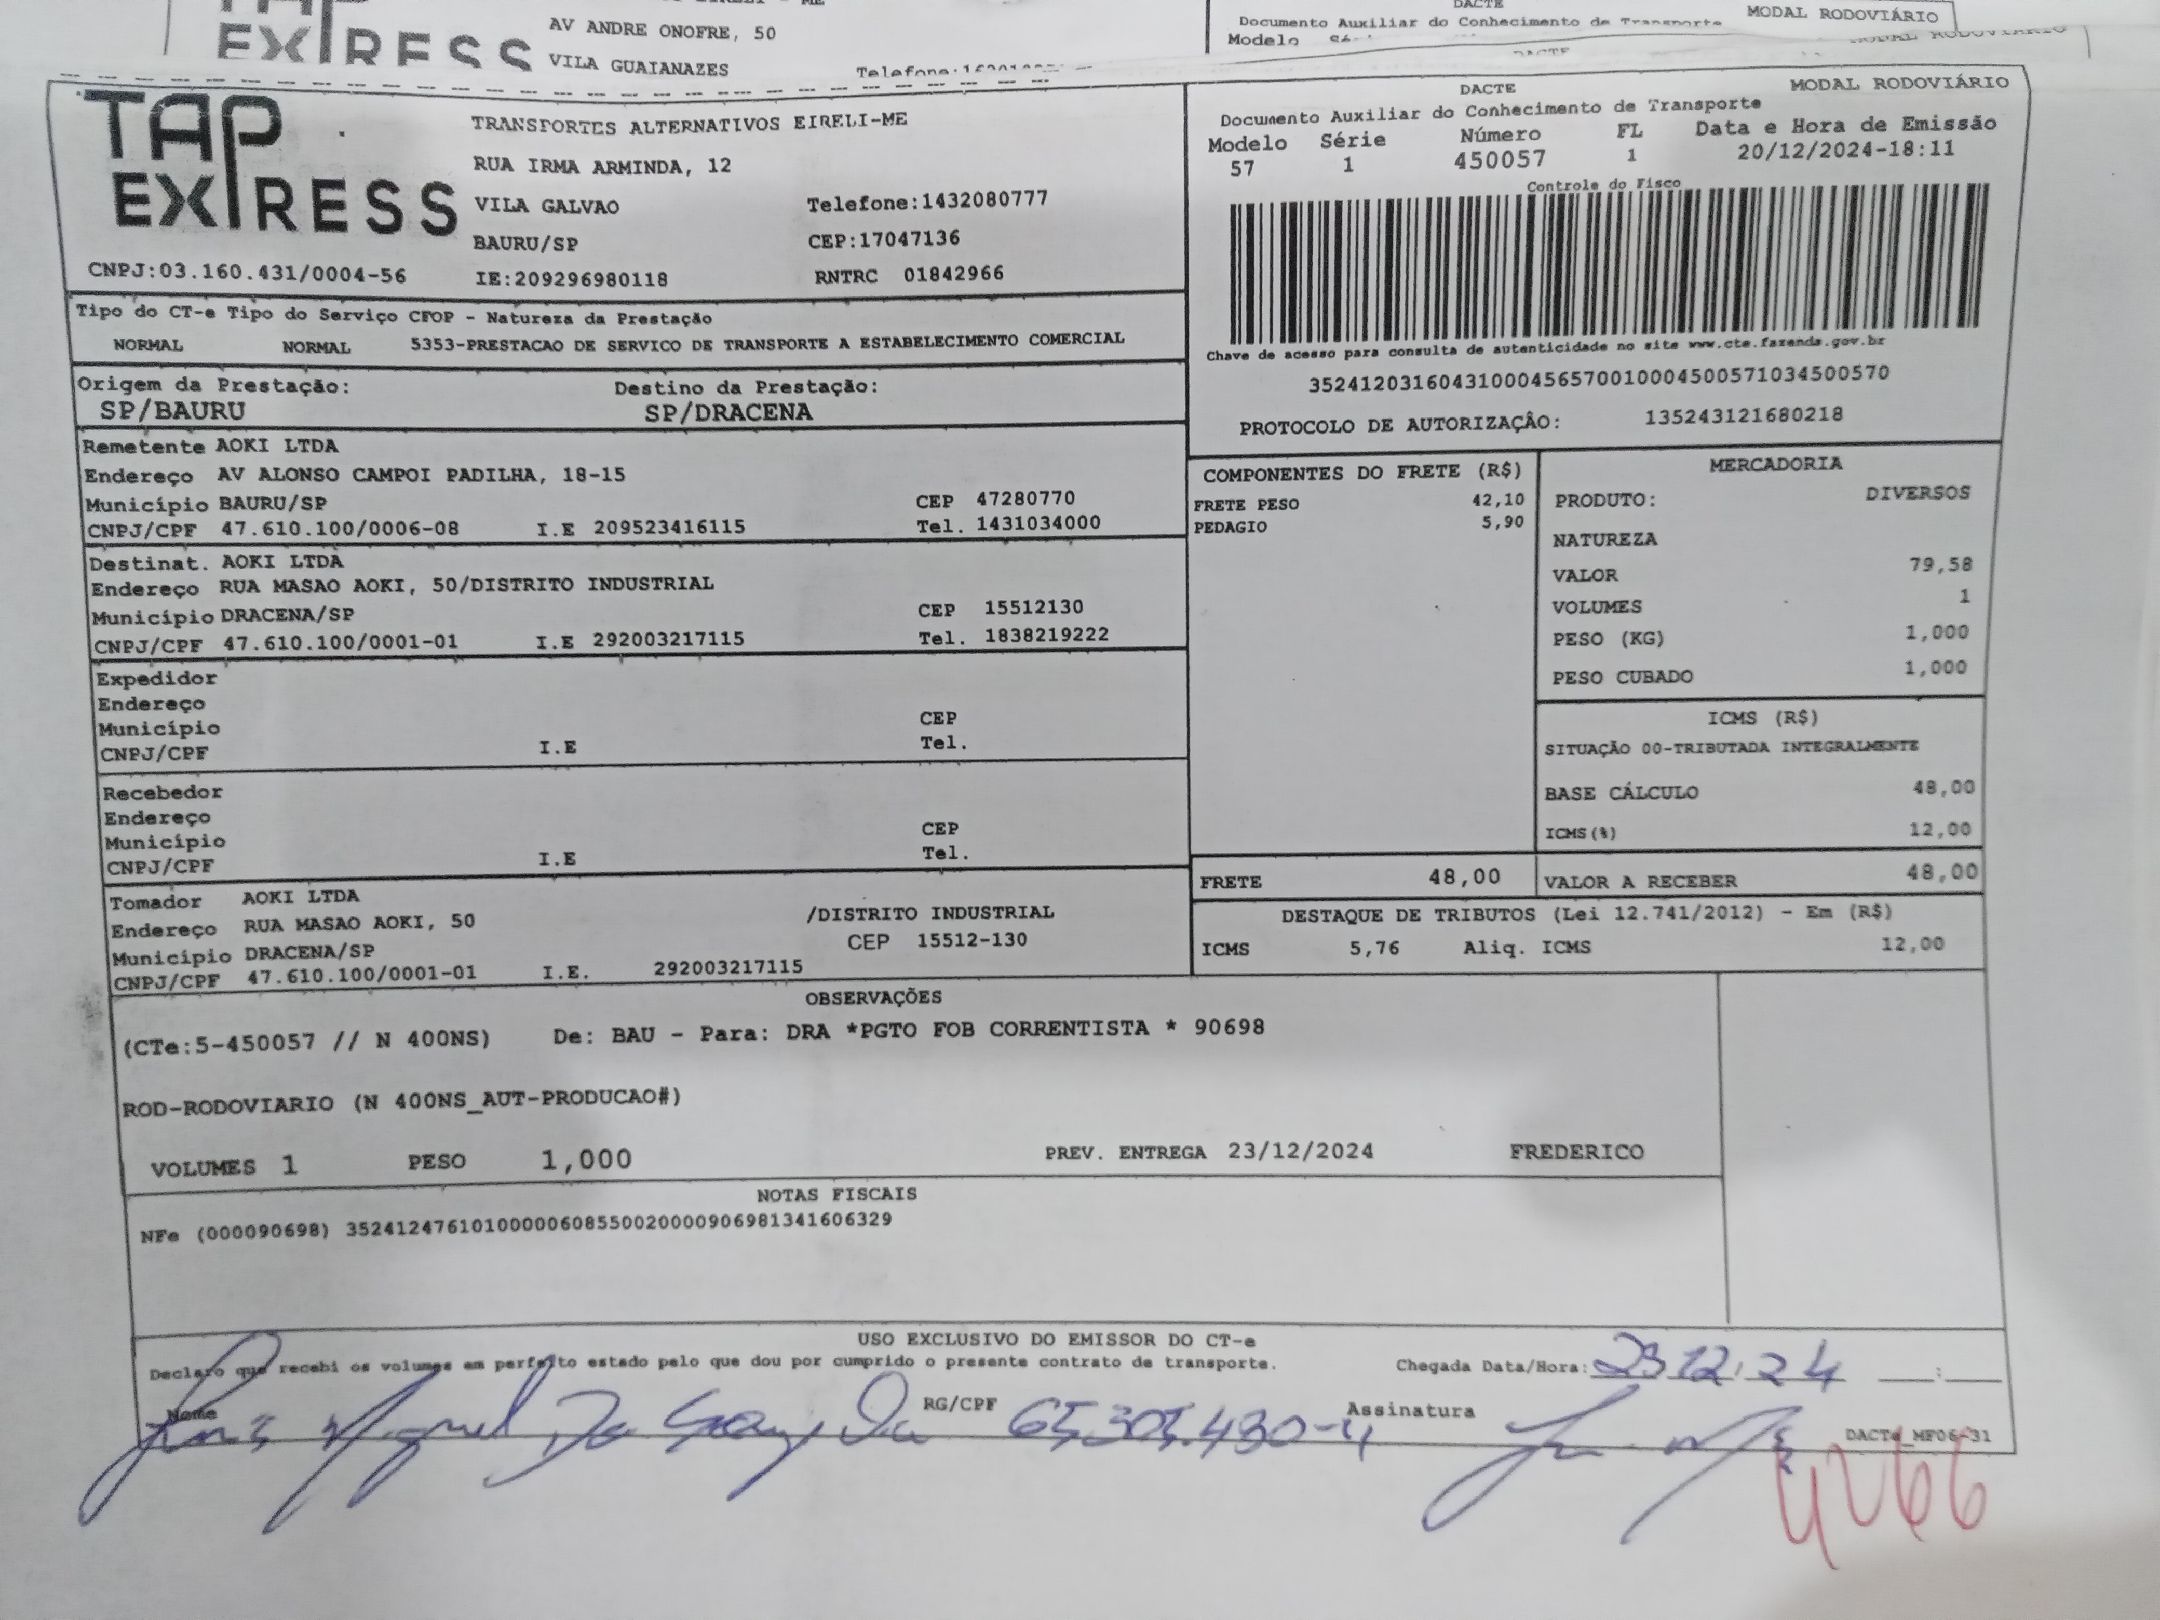 AV ANDRE ONOFRE, 50
EXPRESS VILA GUAIANAZES
DACTE
Documento Auxiliar do Conhecimento de Transporte MODAL RODOVIÁRIO
Modelo
DACTE
TAP EXPRESS
TRANSPORTES ALTERNATIVOS EIRELI-ME
RUA IRMA ARMINDA, 12
VILA GALVAO Telefone:1432080777
BAURU/SP CEP:17047136
CNPJ:03.160.431/0004-56 IE:209296980118 RNTRC 01842966
DACTE MODAL RODOVIÁRIO
Documento Auxiliar do Conhecimento de Transporte
Modelo Série Número FL Data e Hora de Emissão
57 1 450057 1 20/12/2024-18:11
Controle do Fisco
Chave de acesso para consulta de autenticidade no site www.cte.fazenda.gov.br
35241203160431000456570010004500571034500570
PROTOCOLO DE AUTORIZAÇÂO: 135243121680218
Tipo do CT-e Tipo do Serviço CFOP - Natureza da Prestação
NORMAL NORMAL 5353-PRESTACAO DE SERVICO DE TRANSPORTE A ESTABELECIMENTO COMERCIAL
Origem da Prestação: Destino da Prestação:
SP/BAURU SP/DRACENA
Remetente AOKI LTDA
Endereço AV ALONSO CAMPOI PADILHA, 18-15
Município BAURU/SP CEP 47280770
CNPJ/CPF 47.610.100/0006-08 I.E 209523416115 Tel. 1431034000
Destinat. AOKI LTDA
Endereço RUA MASAO AOKI, 50/DISTRITO INDUSTRIAL
Município DRACENA/SP CEP 15512130
CNPJ/CPF 47.610.100/0001-01 I.E 292003217115 Tel. 1838219222
Expedidor
Endereço
Município CEP
CNPJ/CPF I.E Tel.
Recebedor
Endereço
Município CEP
CNPJ/CPF I.E Tel.
Tomador AOKI LTDA
Endereço RUA MASAO AOKI, 50 /DISTRITO INDUSTRIAL
Município DRACENA/SP CEP 15512-130
CNPJ/CPF 47.610.100/0001-01 I.E. 292003217115
COMPONENTES DO FRETE (R$)
FRETE PESO 42,10
PEDAGIO 5,90
MERCADORIA
PRODUTO: DIVERSOS
NATUREZA
VALOR 79,58
VOLUMES 1
PESO (KG) 1,000
PESO CUBADO 1,000
ICMS (R$)
SITUAÇÃO 00-TRIBUTADA INTEGRALMENTE
BASE CÁLCULO 48,00
ICMS(%) 12,00
FRETE 48,00 VALOR A RECEBER 48,00
DESTAQUE DE TRIBUTOS (Lei 12.741/2012) - Em (R$)
ICMS 5,76 Aliq. ICMS 12,00
OBSERVAÇÕES
(CTe:5-450057 // N 400NS) De: BAU - Para: DRA *PGTO FOB CORRENTISTA * 90698
ROD-RODOVIARIO (N 400NS_AUT-PRODUCAO#)
VOLUMES 1 PESO 1,000 PREV. ENTREGA 23/12/2024 FREDERICO
NOTAS FISCAIS
NFe (000090698) 35241247610100000608550020000906981341606329
USO EXCLUSIVO DO EMISSOR DO CT-e
Declaro que recebi os volumes em perfeito estado pelo que dou por cumprido o presente contrato de transporte. Chegada Data/Hora: 23 12 24 :
Nome Miguel Da RG/CPF 65.305.430-4 Assinatura
DACTe_MF06-31
4266